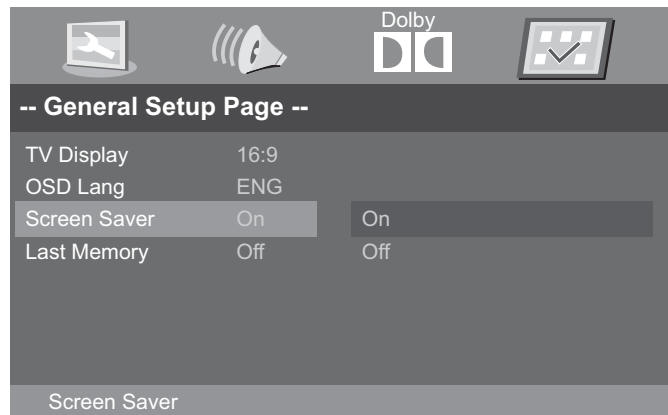 Dolby
-- General Setup Page --
TV Display 16:9
OSD Lang ENG
Screen Saver On On
Last Memory Off Off
Screen Saver